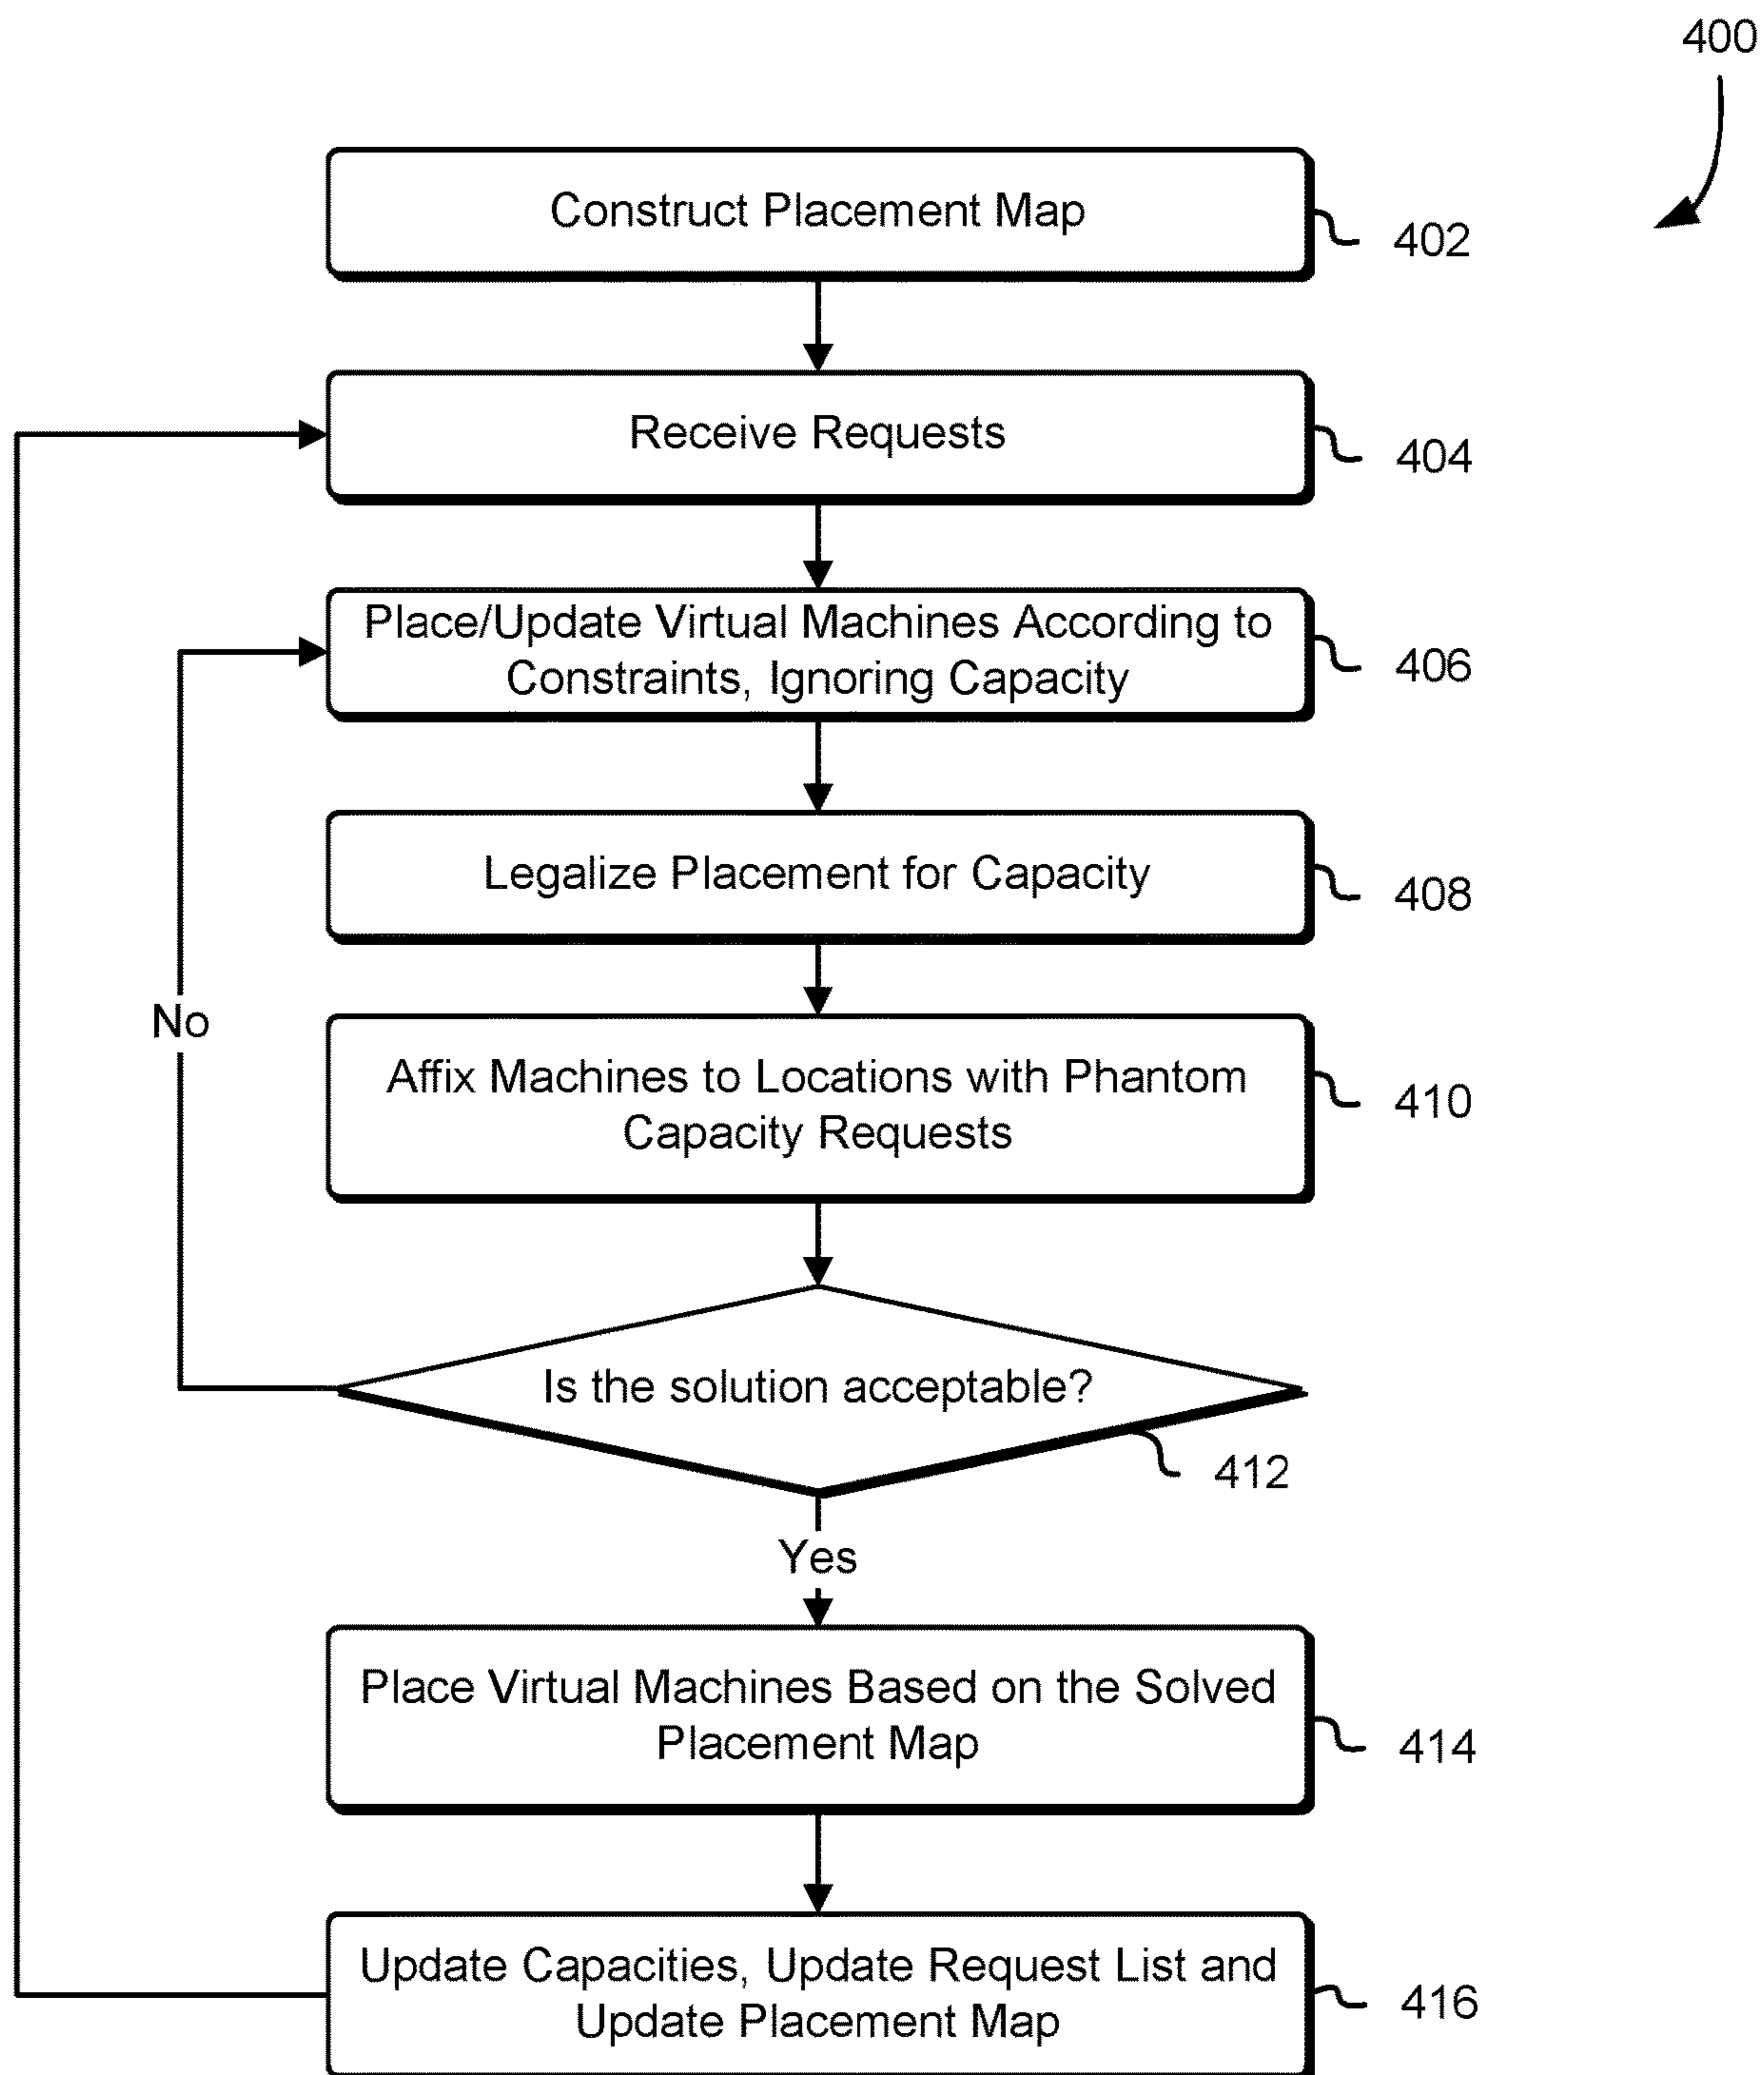 400
Construct Placement Map
402
Receive Requests
404
Place/Update Virtual Machines According to
Constraints, Ignoring Capacity
406
Legalize Placement for Capacity
408
No
Affix Machines to Locations with Phantom
Capacity Requests
410
Is the solution acceptable?
412
Yes
Place Virtual Machines Based on the Solved
Placement Map
414
Update Capacities, Update Request List and
Update Placement Map
416